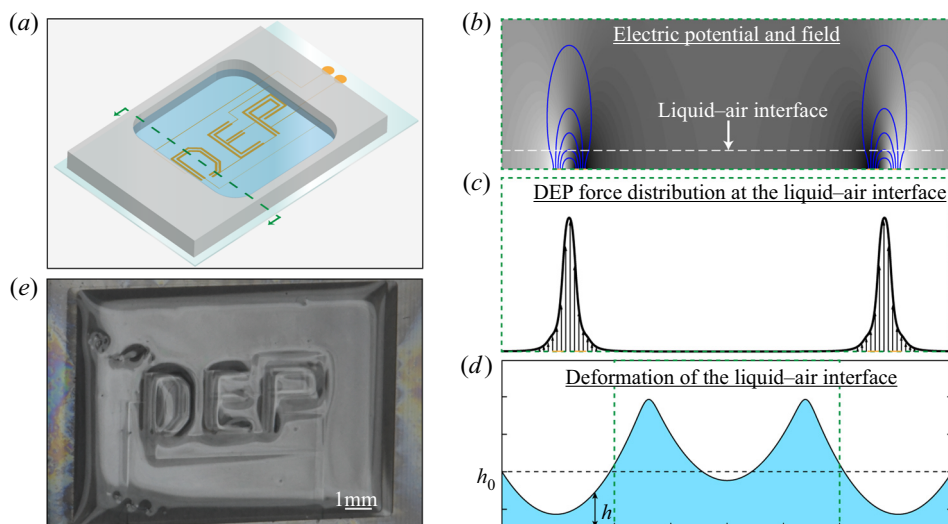 (a)
DEP
(b)
Electric potential and field
Liquid–air interface
(c)
DEP force distribution at the liquid–air interface
(d)
Deformation of the liquid–air interface
h0
h
(e)
DEP
1mm